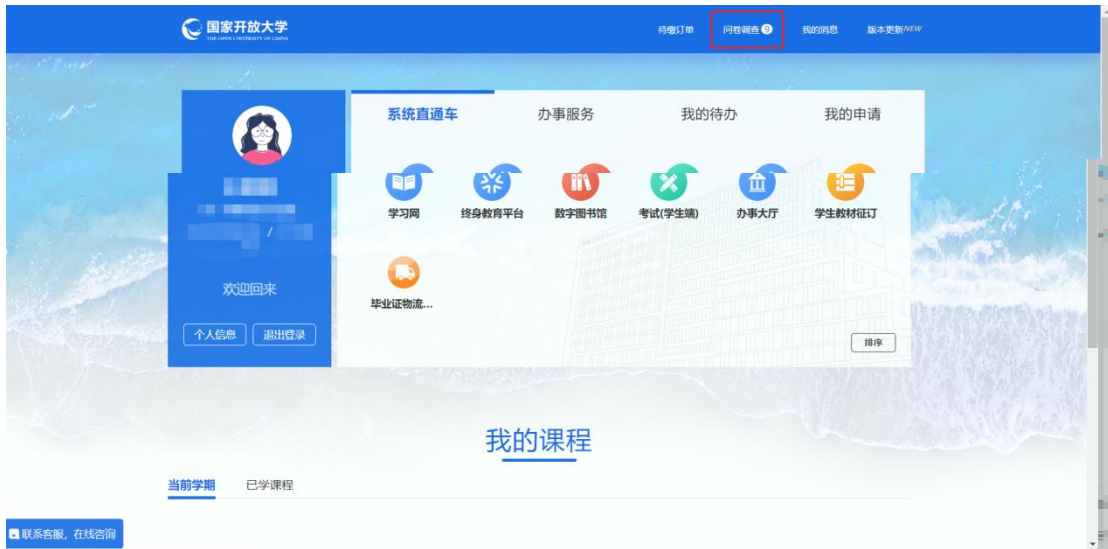 国家开放大学
THE OPEN UNIVERSITY OF CHINA
待缴订单 问卷调查 9 我的消息 版本更新NEW
系统直通车 办事服务 我的待办 我的申请
学习网 终身教育平台 数字图书馆 考试(学生端) 办事大厅 学生教材征订
/
欢迎回来
毕业证物流...
个人信息 退出登录
排序
我的课程
当前学期 已学课程
联系客服，在线咨询